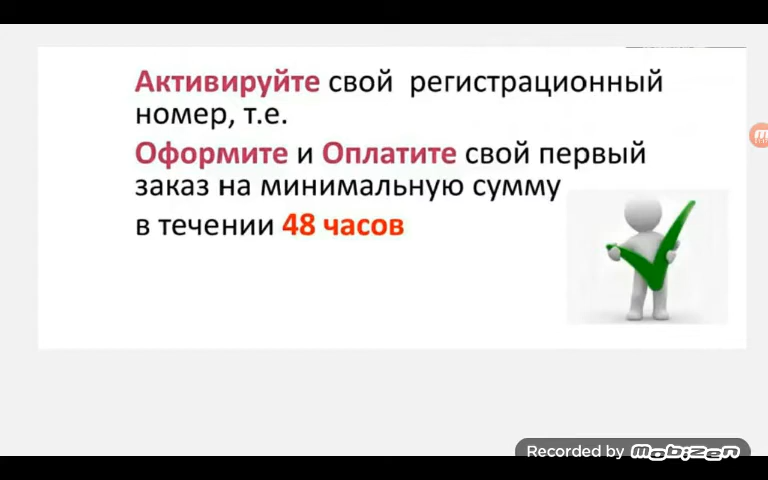 Активируйте свой регистрационный
номер, т.е.
Оформите и Оплатите свой первый
заказ на минимальную сумму
в течении 48 часов
Recorded by mobizen